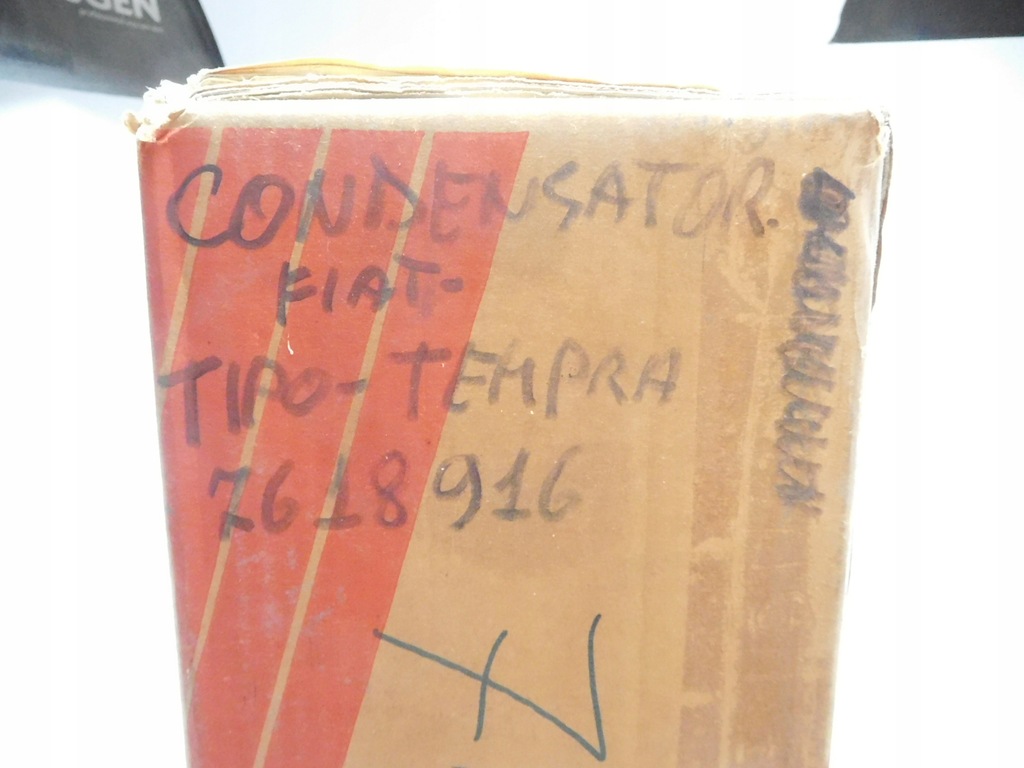 CONDENSATOR.
FIAT-
TIPO-TEMPRA
7618916